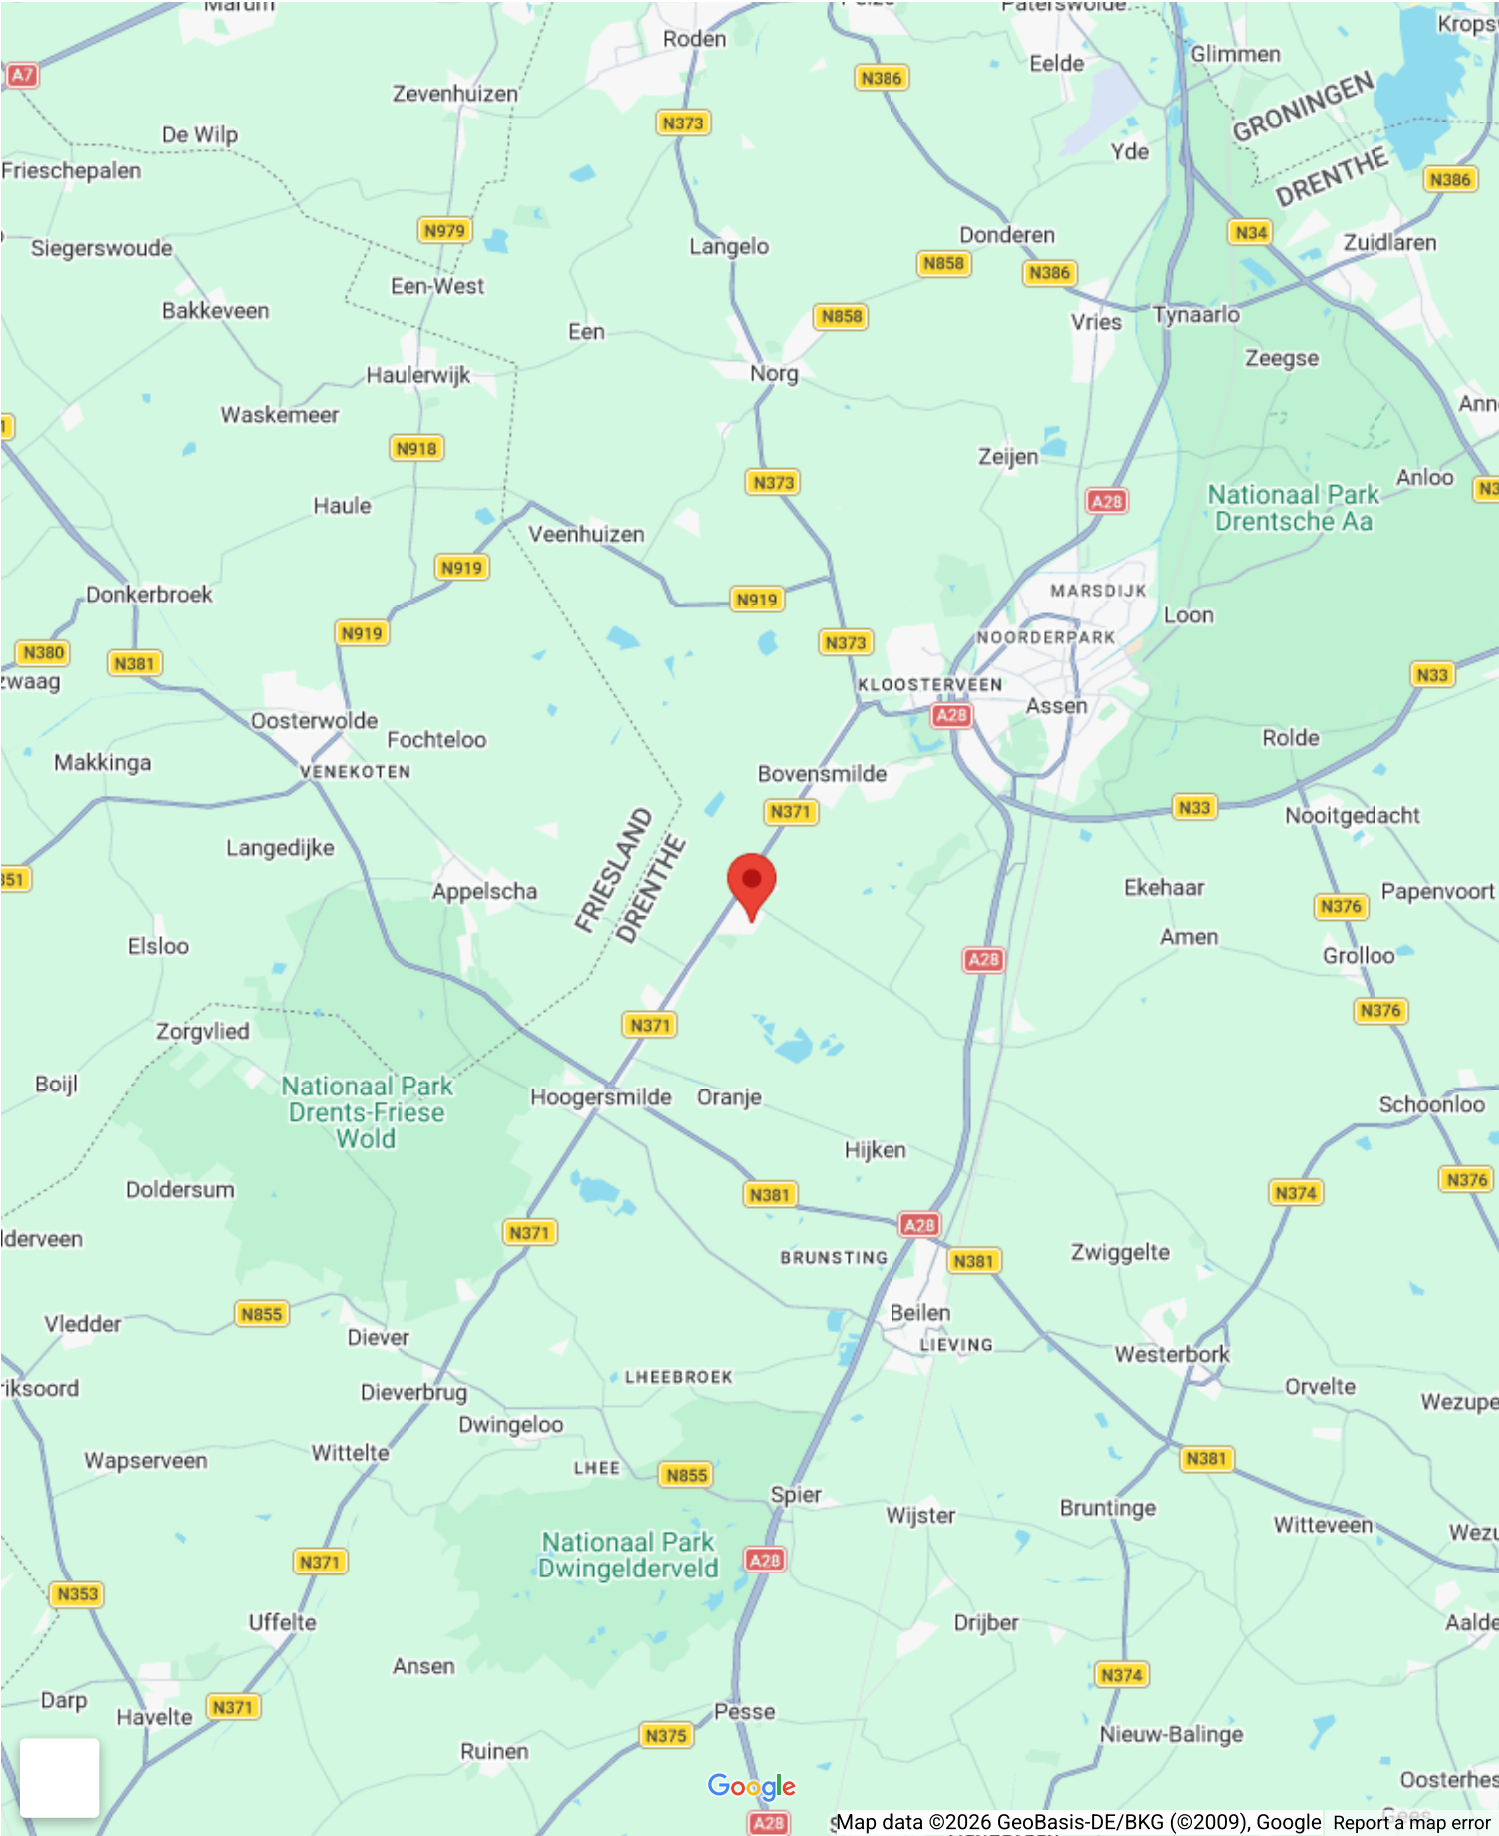 Marum
Roden
Paterswolde
Glimmen
Eelde
A7
N386
Zevenhuizen
GRONINGEN
N373
De Wilp
Yde
DRENTHE
Frieschepalen
N386
N979
N34
Donderen
Zuidlaren
Siegerswoude
Langelo
N858
N386
Een-West
Bakkeveen
N858
Tynaarlo
Een
Vries
Zeegse
Norg
Haulerwijk
Waskemeer
N918
Zeijen
Anloo
N373
Nationaal Park
Drentsche Aa
A28
Haule
Veenhuizen
N919
MARSDIJK
Donkerbroek
N919
Loon
N919
NOORDERPARK
N380
N373
N381
N33
KLOOSTERVEEN
Assen
A28
Oosterwolde
Fochteloo
Rolde
Makkinga
VENEKOTEN
Bovensmilde
N371
N33
Nooitgedacht
FRIESLAND
DRENTHE
Langedijke
Appelscha
Ekehaar
Papenvoort
N376
Elsloo
Amen
A28
Grolloo
N376
Zorgvlied
N371
Boijl
Nationaal Park
Drents-Friese
Wold
Hoogersmilde
Oranje
Schoonloo
Hijken
Doldersum
N381
N374
N376
N371
A28
Zwiggelte
BRUNSTING
N381
Vledder
N855
Diever
Beilen
LIEVING
Westerbork
LHEEBROEK
Dieverbrug
Orvelte
Dwingeloo
Wapserveen
Wittelte
LHEE
N855
N381
Spier
Wijster
Bruntinge
Witteveen
Nationaal Park
Dwingelderveld
N371
A28
N353
Uffelte
Drijber
Ansen
N374
Darp
N371
Havelte
Pesse
N375
Nieuw-Balinge
Ruinen
Google
A28
Map data ©2026 GeoBasis-DE/BKG (©2009), Google
Report a map error